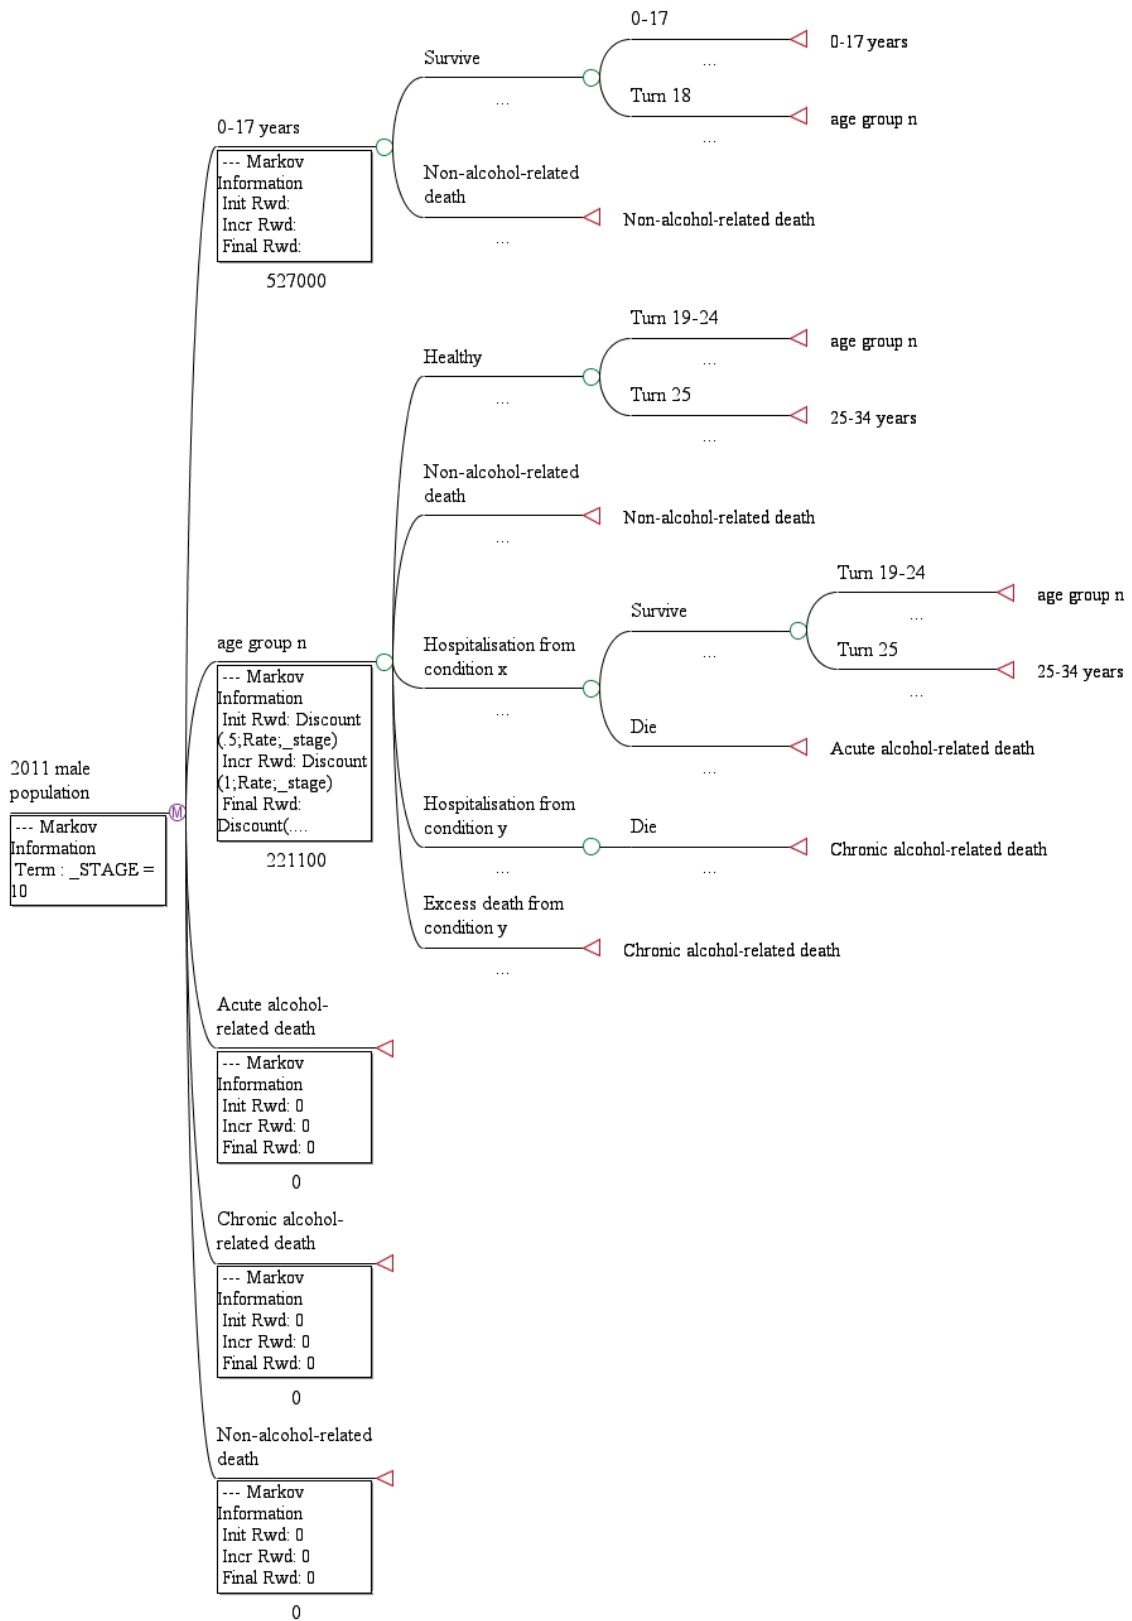 0-17
0-17 years
...
Survive
...
Turn 18
age group n
...
0-17 years
--- Markov
Information
Init Rwd:
Incr Rwd:
Final Rwd:
527000
Non-alcohol-related
death
Non-alcohol-related death
...
Turn 19-24
age group n
...
Healthy
...
Turn 25
25-34 years
...
Non-alcohol-related
death
Non-alcohol-related death
...
Turn 19-24
age group n
...
Survive
...
Turn 25
25-34 years
...
Hospitalisation from
condition x
...
Die
Acute alcohol-related death
...
age group n
--- Markov
Information
Init Rwd: Discount
(.5;Rate;_stage)
Incr Rwd: Discount
(1;Rate;_stage)
Final Rwd:
Discount(....
221100
2011 male
population
M
--- Markov
Information
Term : _STAGE =
10
Hospitalisation from
condition y
...
Die
Chronic alcohol-related death
...
Excess death from
condition y
Chronic alcohol-related death
...
Acute alcohol-
related death
--- Markov
Information
Init Rwd: 0
Incr Rwd: 0
Final Rwd: 0
0
Chronic alcohol-
related death
--- Markov
Information
Init Rwd: 0
Incr Rwd: 0
Final Rwd: 0
0
Non-alcohol-related
death
--- Markov
Information
Init Rwd: 0
Incr Rwd: 0
Final Rwd: 0
0